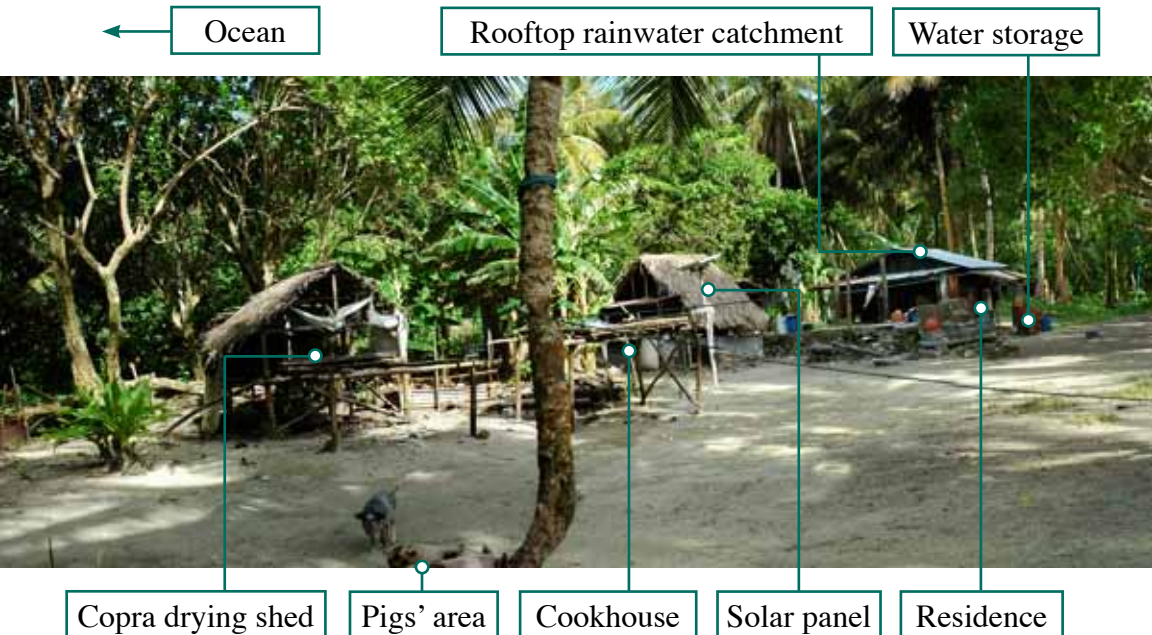 Ocean
Rooftop rainwater catchment
Water storage
Copra drying shed
Pigs’ area
Cookhouse
Solar panel
Residence